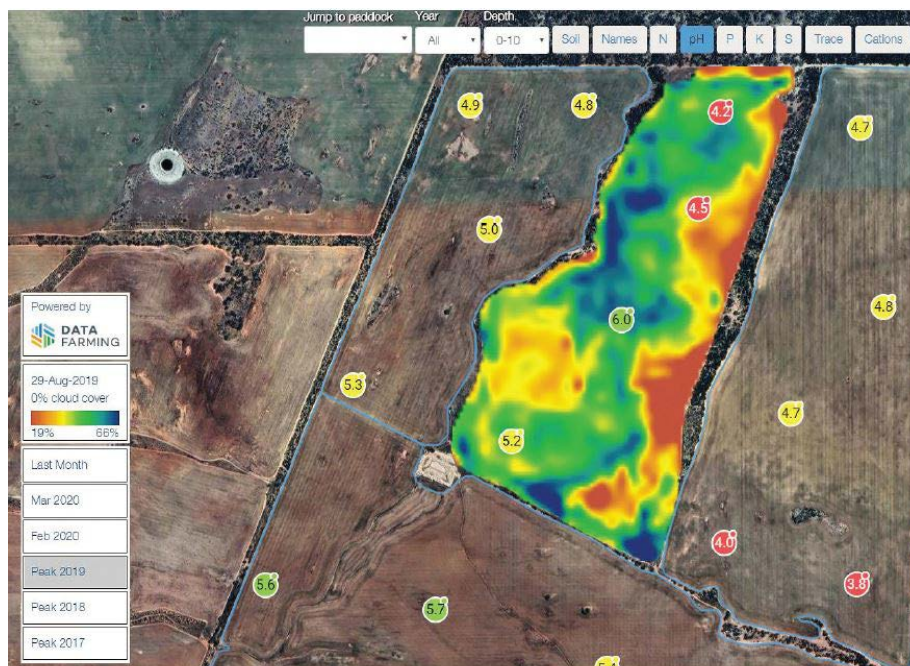 Jump to paddock Year Depth
All 0-10 Soil Names N pH P K S Trace Cations
4.9 4.8 4.2 4.7
4.5
5.0
6.0 4.8
Powered by
DATA
FARMING
29-Aug-2019
0% cloud cover
19% 66%
5.3
4.7
5.2
Last Month
Mar 2020
Feb 2020
4.0
Peak 2019
5.6 3.8
5.7
Peak 2018
Peak 2017